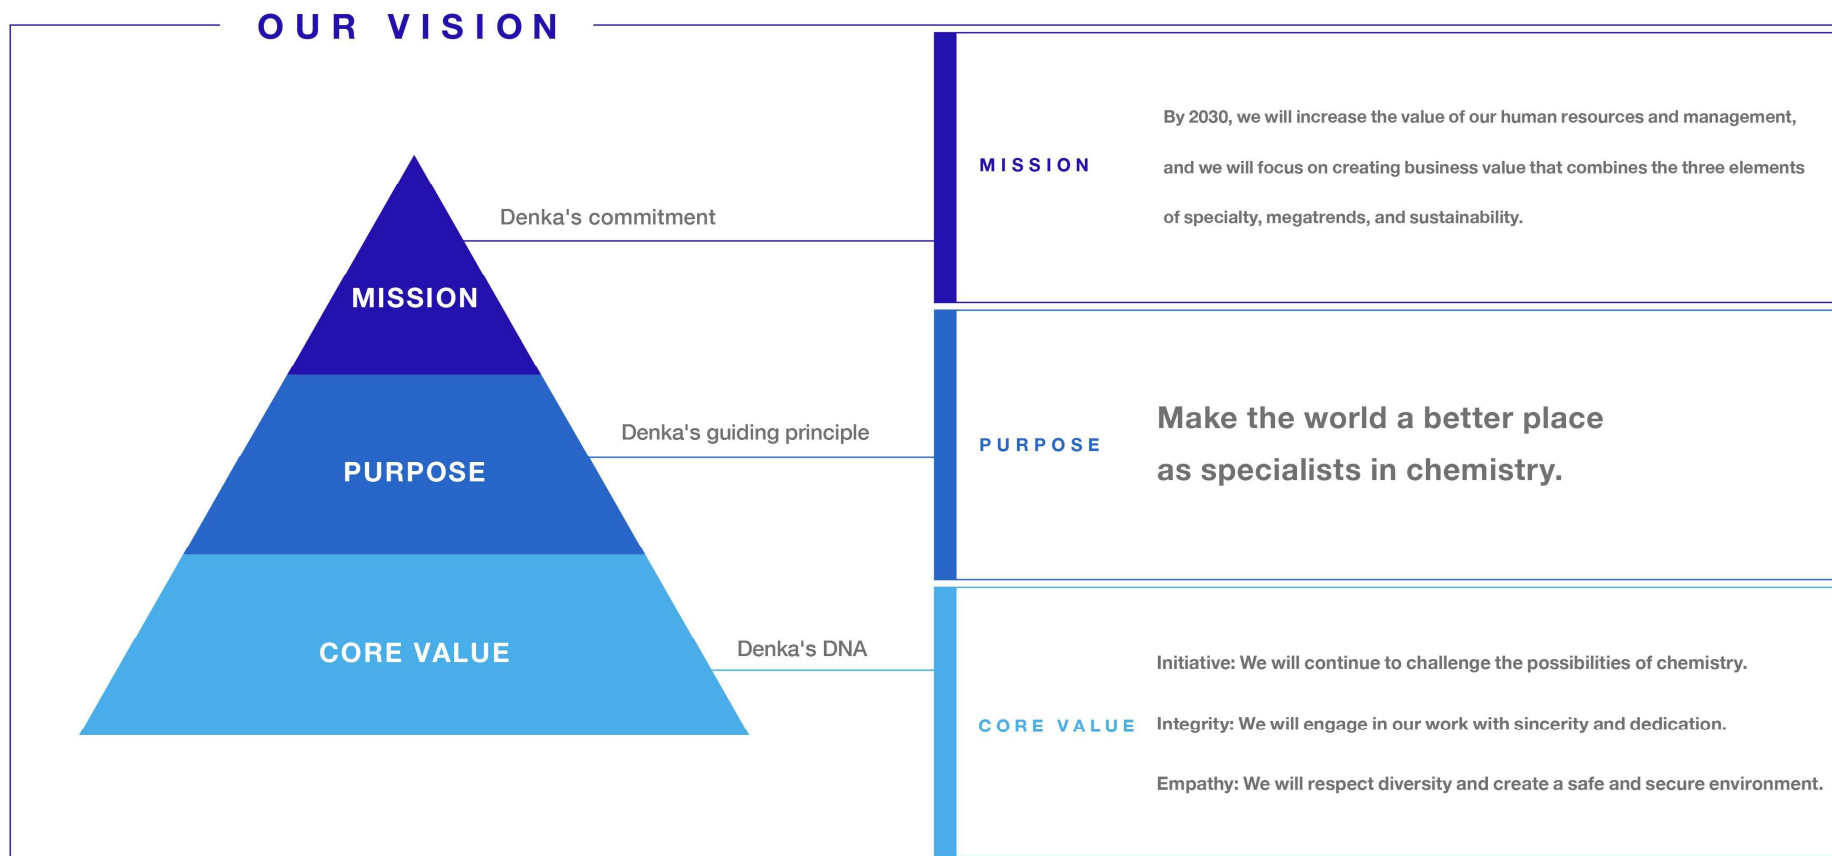 OUR VISION
Denka's commitment
MISSION
Denka's guiding principle
PURPOSE
Denka's DNA
CORE VALUE
MISSION
By 2030, we will increase the value of our human resources and management,
and we will focus on creating business value that combines the three elements
of specialty, megatrends, and sustainability.
PURPOSE
Make the world a better place
as specialists in chemistry.
CORE VALUE
Initiative: We will continue to challenge the possibilities of chemistry.
Integrity: We will engage in our work with sincerity and dedication.
Empathy: We will respect diversity and create a safe and secure environment.